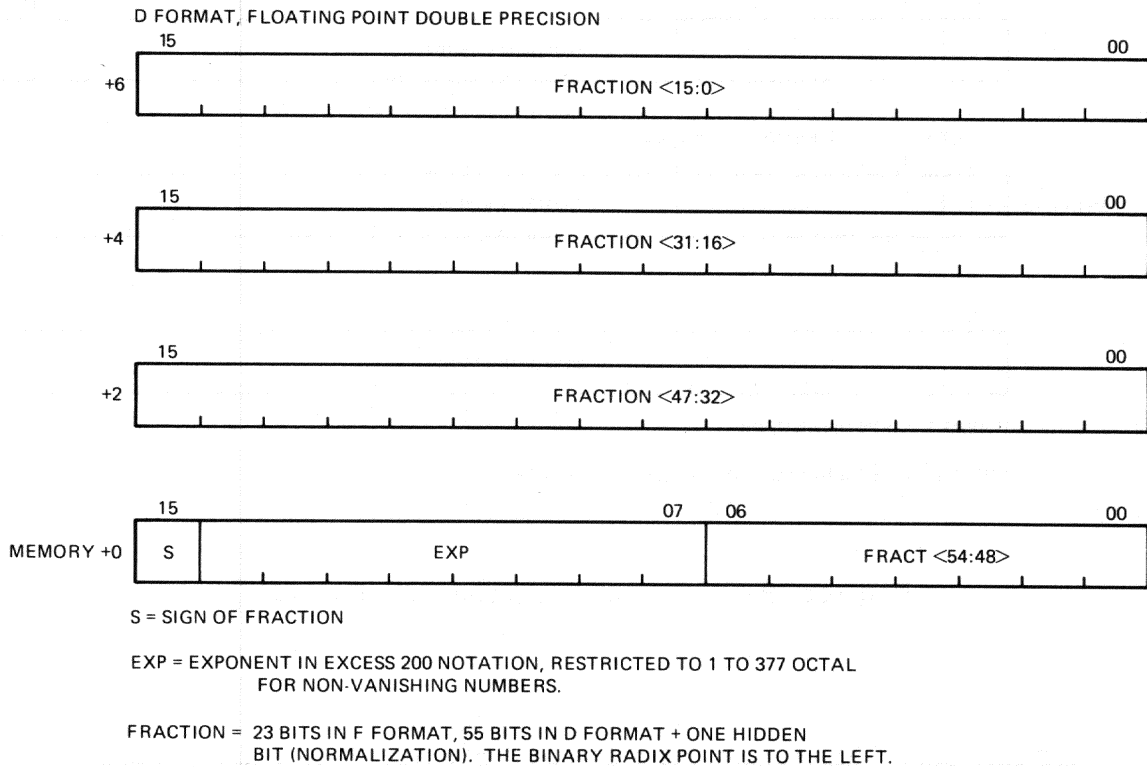 D FORMAT, FLOATING POINT DOUBLE PRECISION
15 00
+6 FRACTION <15:0>
15 00
+4 FRACTION <31:16>
15 00
+2 FRACTION <47:32>
15 07 06 00
MEMORY +0 S EXP FRACT <54:48>
S = SIGN OF FRACTION
EXP = EXPONENT IN EXCESS 200 NOTATION, RESTRICTED TO 1 TO 377 OCTAL
FOR NON-VANISHING NUMBERS.
FRACTION = 23 BITS IN F FORMAT, 55 BITS IN D FORMAT + ONE HIDDEN
BIT (NORMALIZATION). THE BINARY RADIX POINT IS TO THE LEFT.